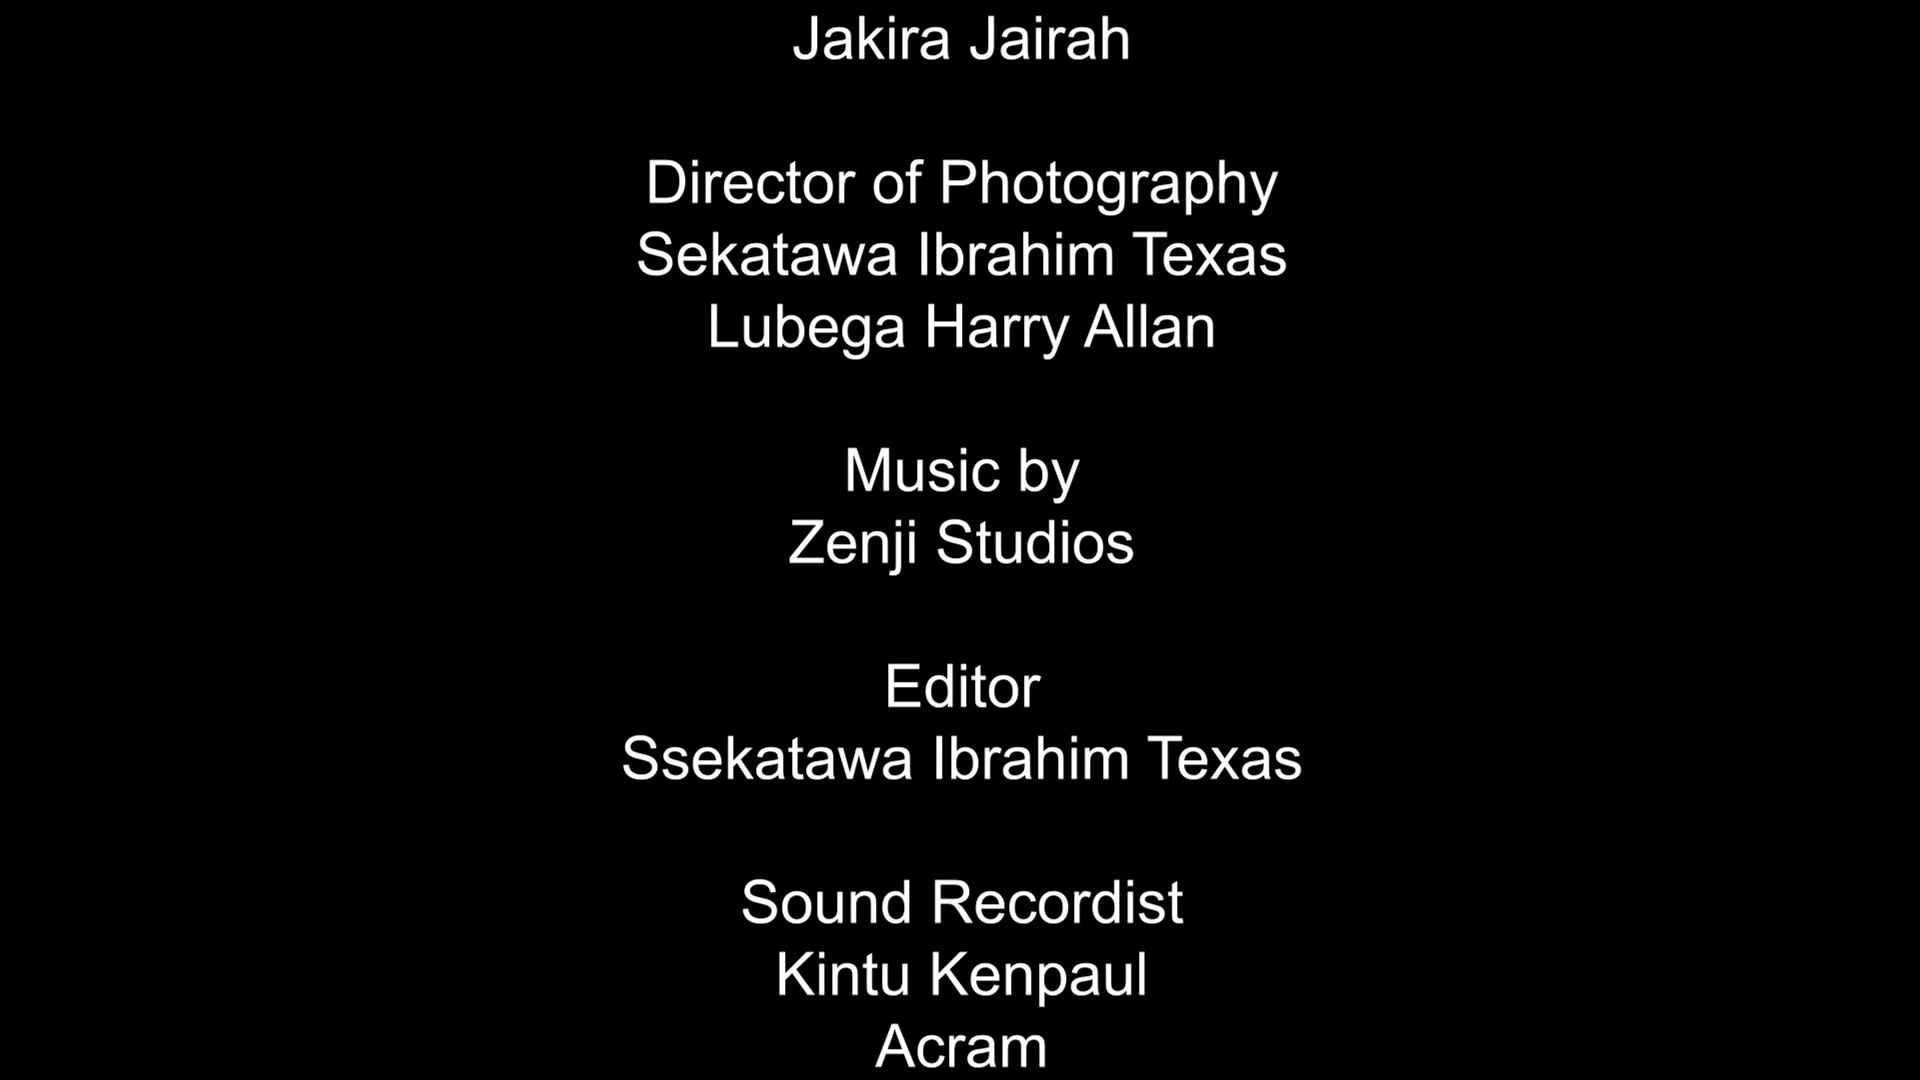 Jakira Jairah
Director of Photography
Sekatawa Ibrahim Texas
Lubega Harry Allan
Music by
Zenji Studios
Editor
Ssekatawa Ibrahim Texas
Sound Recordist
Kintu Kenpaul
Acram